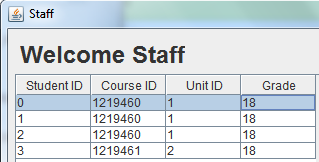 Staff
Welcome Staff
Student ID Course ID Unit ID Grade
0 1219460 1 18
1 1219460 1 18
2 1219460 1 18
3 1219461 2 18